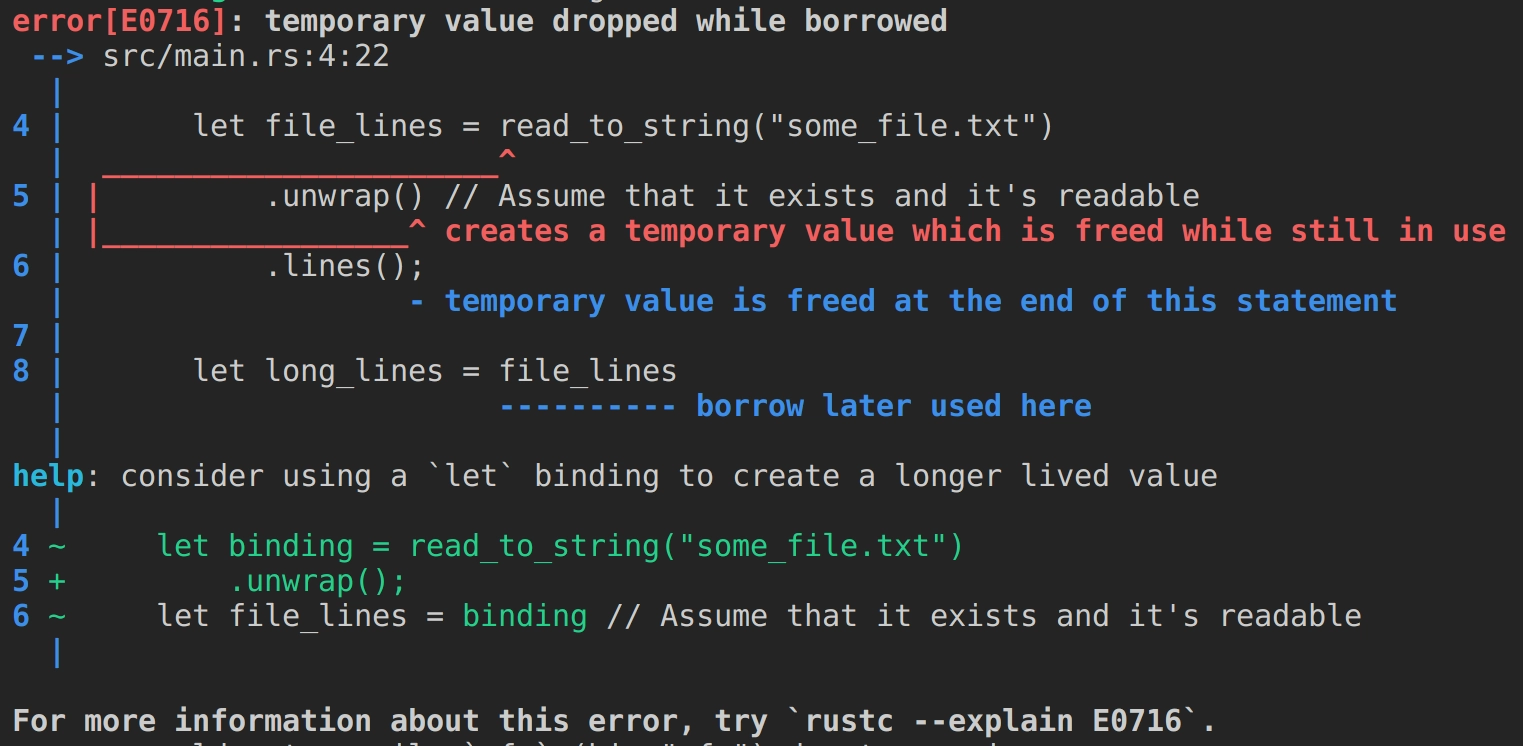 error[E0716]: temporary value dropped while borrowed
 --> src/main.rs:4:22
  |
4 |       let file_lines = read_to_string("some_file.txt")
  |  ______________________^
5 | |         .unwrap() // Assume that it exists and it's readable
  | |_________________^ creates a temporary value which is freed while still in use
6 |           .lines();
  |                   - temporary value is freed at the end of this statement
7 |
8 |       let long_lines = file_lines
  |                        ---------- borrow later used here
  |
help: consider using a `let` binding to create a longer lived value
  |
4 ~     let binding = read_to_string("some_file.txt")
5 +         .unwrap();
6 ~     let file_lines = binding // Assume that it exists and it's readable
  |
For more information about this error, try `rustc --explain E0716`.